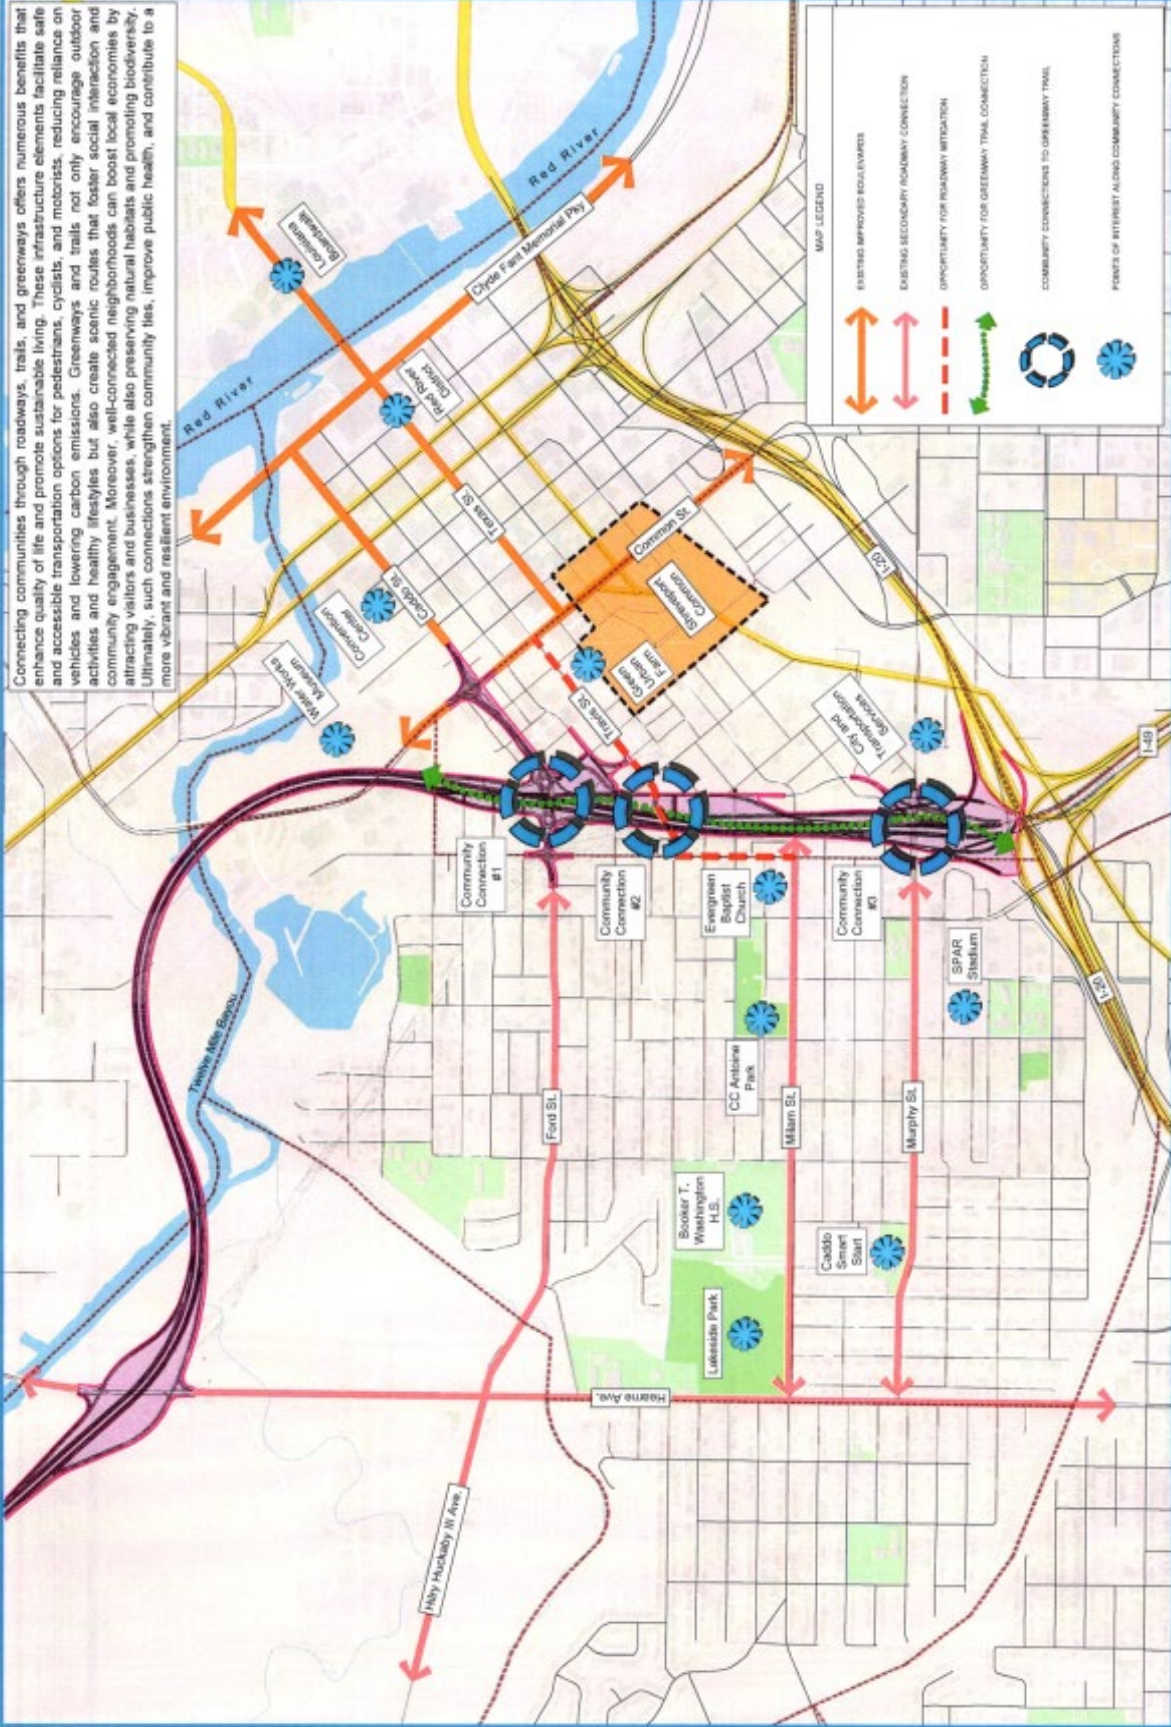 Connecting communities through roadways, trails, and greenways offers numerous benefits that
enhance quality of life and promote sustainable living. These infrastructure elements facilitate safe
and accessible transportation options for pedestrians, cyclists, and motorists, reducing reliance on
vehicles and lowering carbon emissions. Greenways and trails not only encourage outdoor
activities and healthy lifestyles but also create scenic routes that foster social interaction and
community engagement. Moreover, well-connected neighborhoods can boost local economies by
attracting visitors and businesses, while also preserving natural habitats and promoting biodiversity.
Ultimately, such connections strengthen community ties, improve public health, and contribute to a
more vibrant and resilient environment.
Twelve Mile Bayou
Water Works
Museum
Convention
Center
Red River
Louisiana
Boardwalk
Red River
Clyde Fant Memorial Pky
Red River
District
Caddo St.
Texas St.
Common St.
Travis St.
Green
Urban
Farm
Shreveport
Common
City and
Transportation
Services
I-20
I-49
Community
Connection
#1
Community
Connection
#2
Evergreen
Baptist
Church
Community
Connection
#3
SPAR
Stadium
I-20
CC Antoine
Park
Ford St.
Milam St.
Murphy St.
Booker T.
Washington
H.S.
Caddo
Smart
Start
Lakeside Park
Hearne Ave.
Hilry Huckaby III Ave.
MAP LEGEND
EXISTING IMPROVED BOULEVARDS
EXISTING SECONDARY ROADWAY CONNECTION
OPPORTUNITY FOR ROADWAY MITIGATION
OPPORTUNITY FOR GREENWAY TRAIL CONNECTION
COMMUNITY CONNECTIONS TO GREENWAY TRAIL
POINTS OF INTEREST ALONG COMMUNITY CONNECTIONS